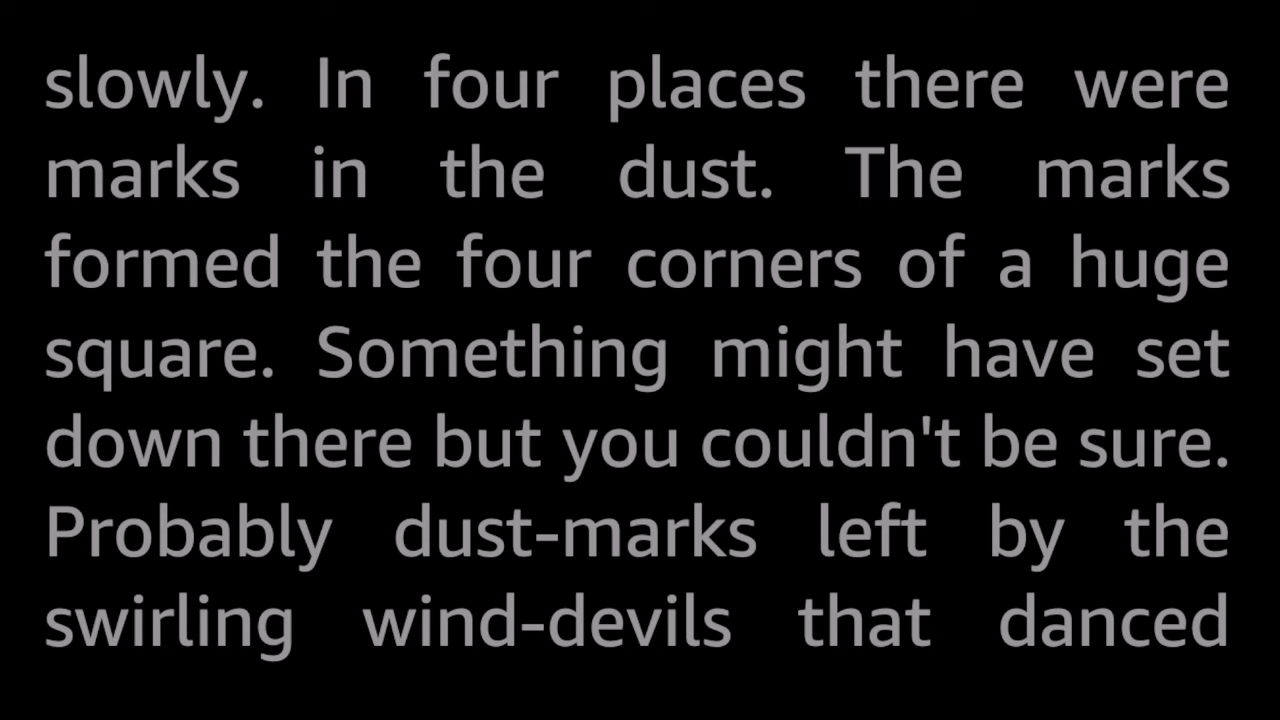 slowly. In four places there were
marks in the dust. The marks
formed the four corners of a huge
square. Something might have set
down there but you couldn't be sure.
Probably dust-marks left by the
swirling wind-devils that danced